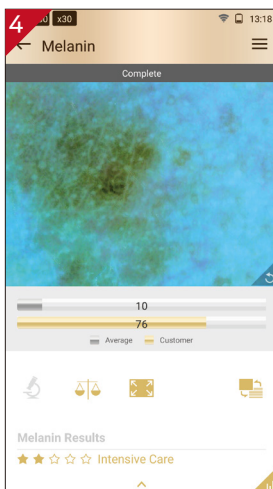 4
x30
13:18
Melanin
Complete
10
76
Average Customer
Melanin Results
Intensive Care